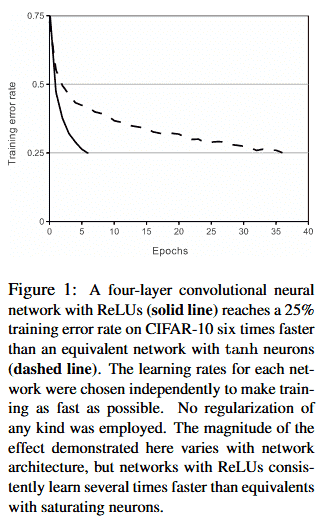 0.75
0.5
0.25
0
Training error rate
0 5 10 15 20 25 30 35 40
Epochs
Figure 1: A four-layer convolutional neural
network with ReLUs (solid line) reaches a 25%
training error rate on CIFAR-10 six times faster
than an equivalent network with tanh neurons
(dashed line). The learning rates for each net-
work were chosen independently to make train-
ing as fast as possible. No regularization of
any kind was employed. The magnitude of the
effect demonstrated here varies with network
architecture, but networks with ReLUs consis-
tently learn several times faster than equivalents
with saturating neurons.